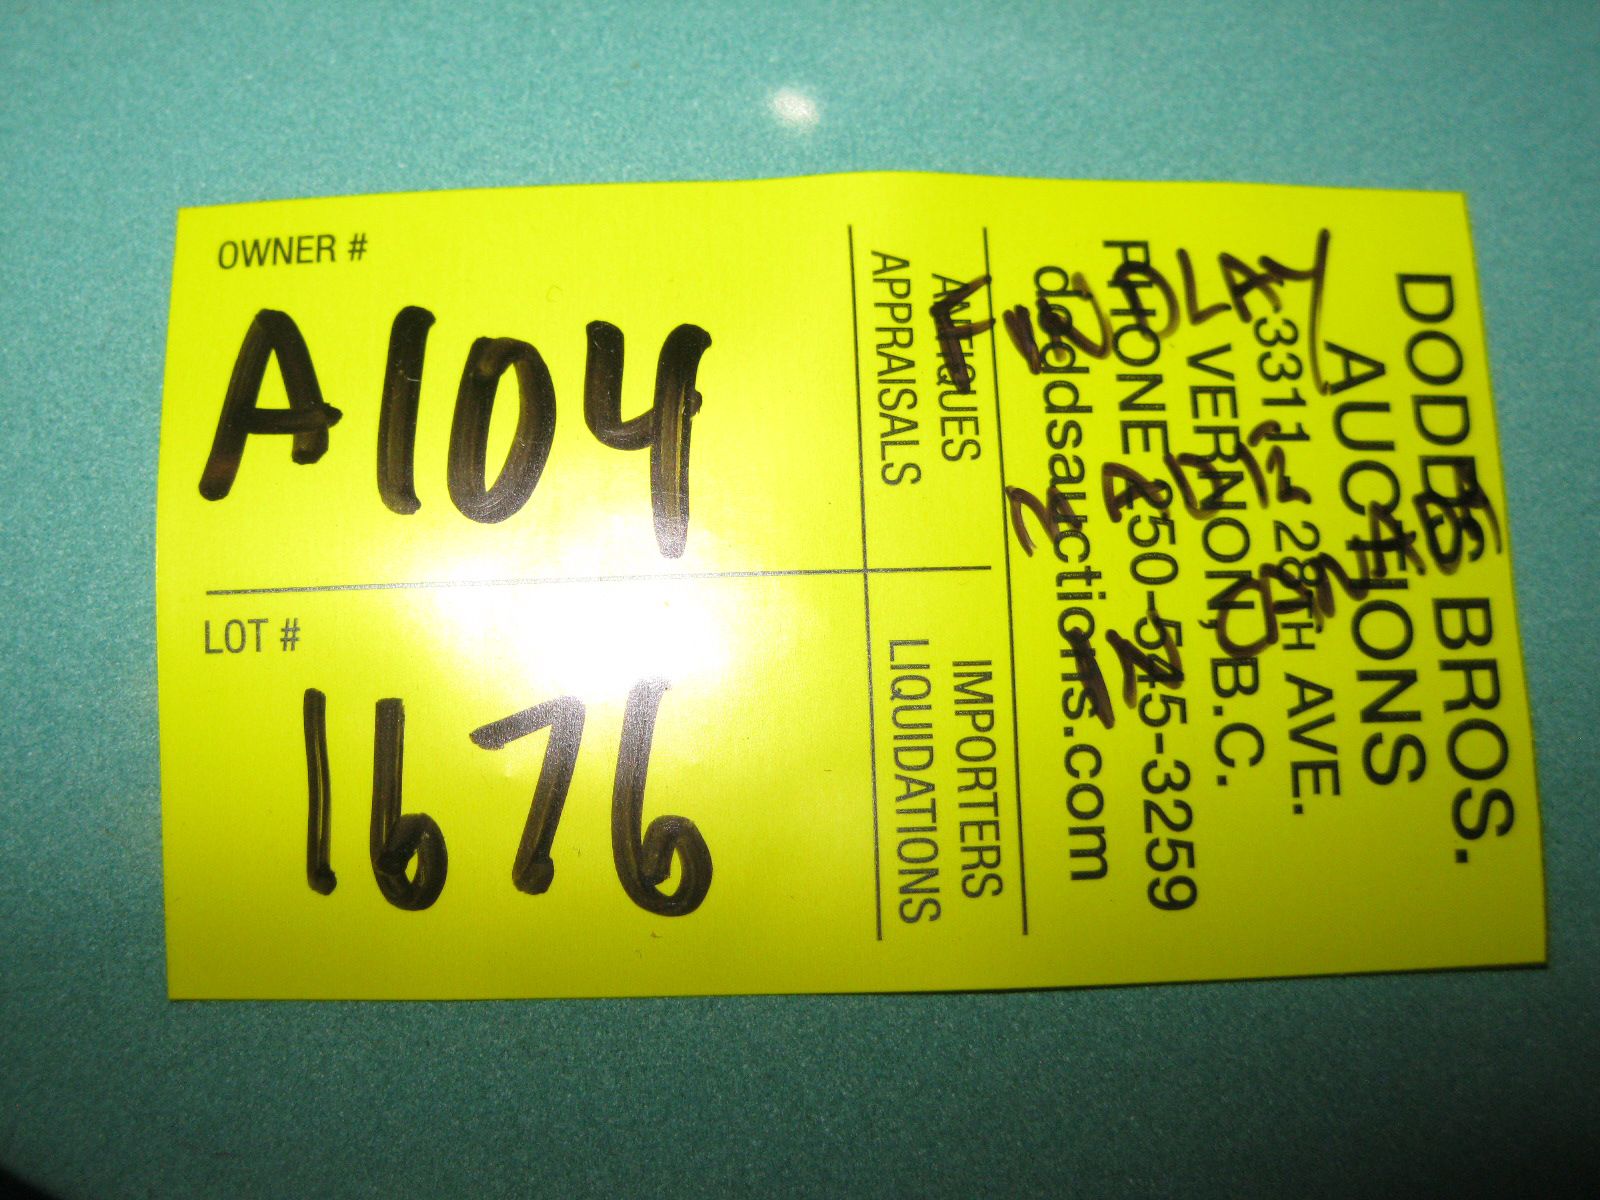 OWNER #
A104
LOT #
1676
DODDS BROS.
AUCTIONS
3311 - 28TH AVE.
VERNON, B.C.
PHONE 250-545-3259
doddsauctions.com
ANTIQUES IMPORTERS
APPRAISALS LIQUIDATIONS